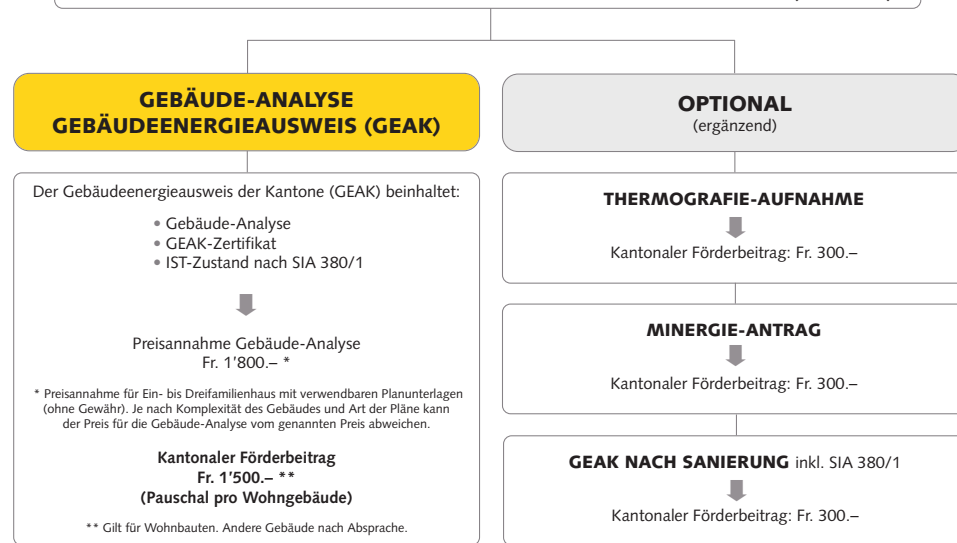 GEBÄUDE-ANALYSE
GEBÄUDEENERGIEAUSWEIS (GEAK)
Der Gebäudeenergieausweis der Kantone (GEAK) beinhaltet:
• Gebäude-Analyse
• GEAK-Zertifikat
• IST-Zustand nach SIA 380/1
Preisannahme Gebäude-Analyse
Fr. 1’800.– *
* Preisannahme für Ein- bis Dreifamilienhaus mit verwendbaren Planunterlagen
(ohne Gewähr). Je nach Komplexität des Gebäudes und Art der Pläne kann
der Preis für die Gebäude-Analyse vom genannten Preis abweichen.
Kantonaler Förderbeitrag
Fr. 1’500.– **
(Pauschal pro Wohngebäude)
** Gilt für Wohnbauten. Andere Gebäude nach Absprache.
OPTIONAL
(ergänzend)
THERMOGRAFIE-AUFNAHME
Kantonaler Förderbeitrag: Fr. 300.–
MINERGIE-ANTRAG
Kantonaler Förderbeitrag: Fr. 300.–
GEAK NACH SANIERUNG inkl. SIA 380/1
Kantonaler Förderbeitrag: Fr. 300.–